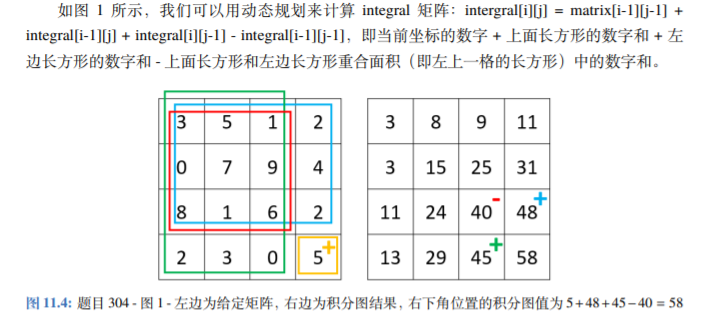 如图 1 所示，我们可以用动态规划来计算 integral 矩阵：intergral[i][j] = matrix[i-1][j-1] +
integral[i-1][j] + integral[i][j-1] - integral[i-1][j-1]，即当前坐标的数字 + 上面长方形的数字和 + 左
边长方形的数字和 - 上面长方形和左边长方形重合面积（即左上一格的长方形）中的数字和。
3 5 1 2 3 8 9 11
0 7 9 4 3 15 25 31
8 1 6 2 11 24 40 - 48 +
2 3 0 5 + 13 29 45 + 58
图 11.4: 题目 304 - 图 1 - 左边为给定矩阵，右边为积分图结果，右下角位置的积分图值为 5+48+45−40 = 58